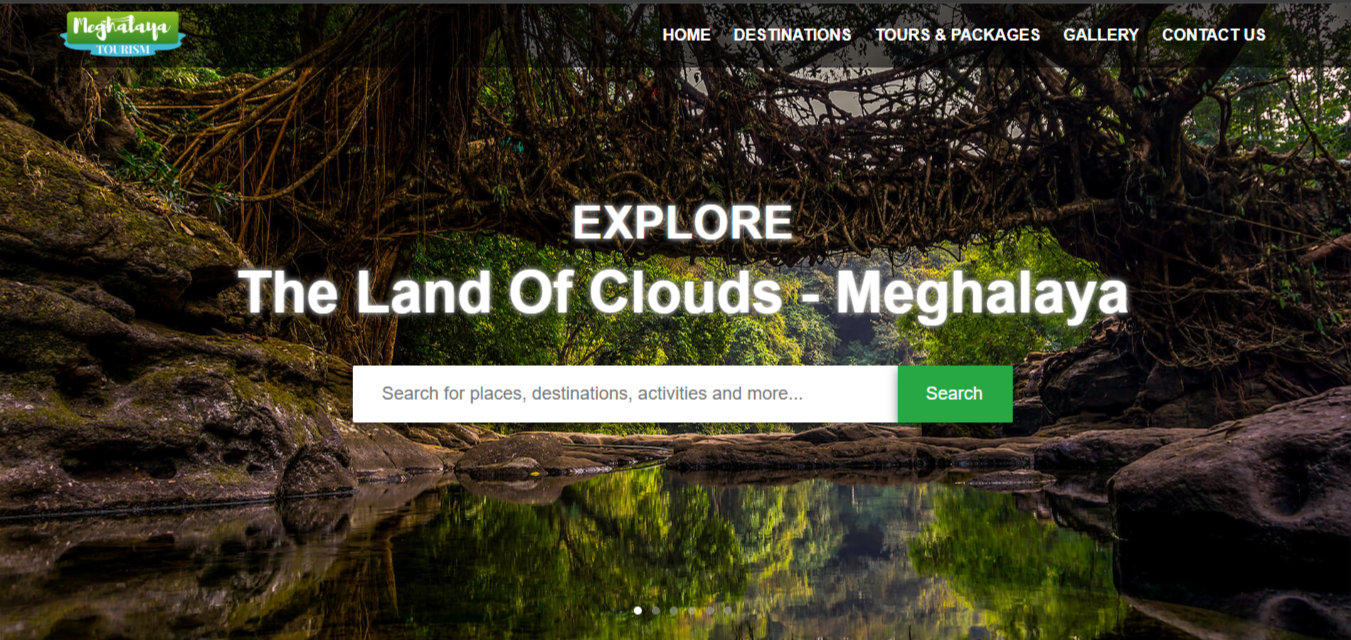 Meghalaya
TOURISM
HOME DESTINATIONS TOURS & PACKAGES GALLERY CONTACT US
EXPLORE
The Land Of Clouds - Meghalaya
Search for places, destinations, activities and more... Search